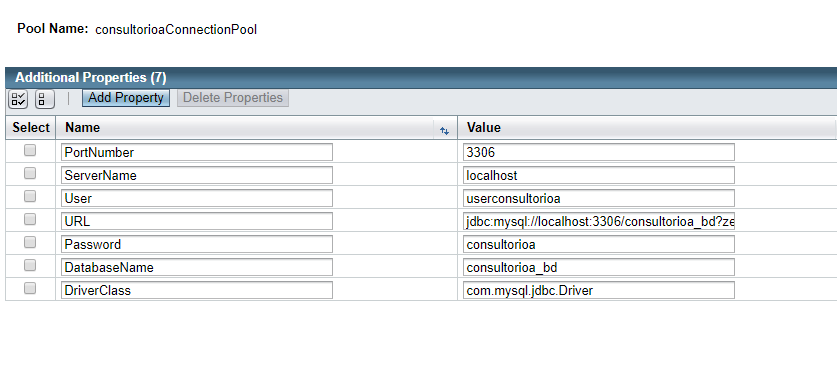 Pool Name: consultorioaConnectionPool
Additional Properties (7)
Add Property Delete Properties
Select Name Value
PortNumber 3306
ServerName localhost
User userconsultorioa
URL jdbc:mysql://localhost:3306/consultorioa_bd?ze
Password consultorioa
DatabaseName consultorioa_bd
DriverClass com.mysql.jdbc.Driver